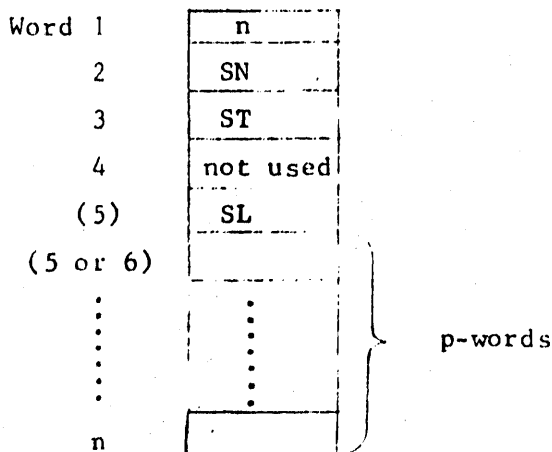 Word 1 n
2 SN
3 ST
4 not used
(5) SL
(5 or 6)
p-words
n